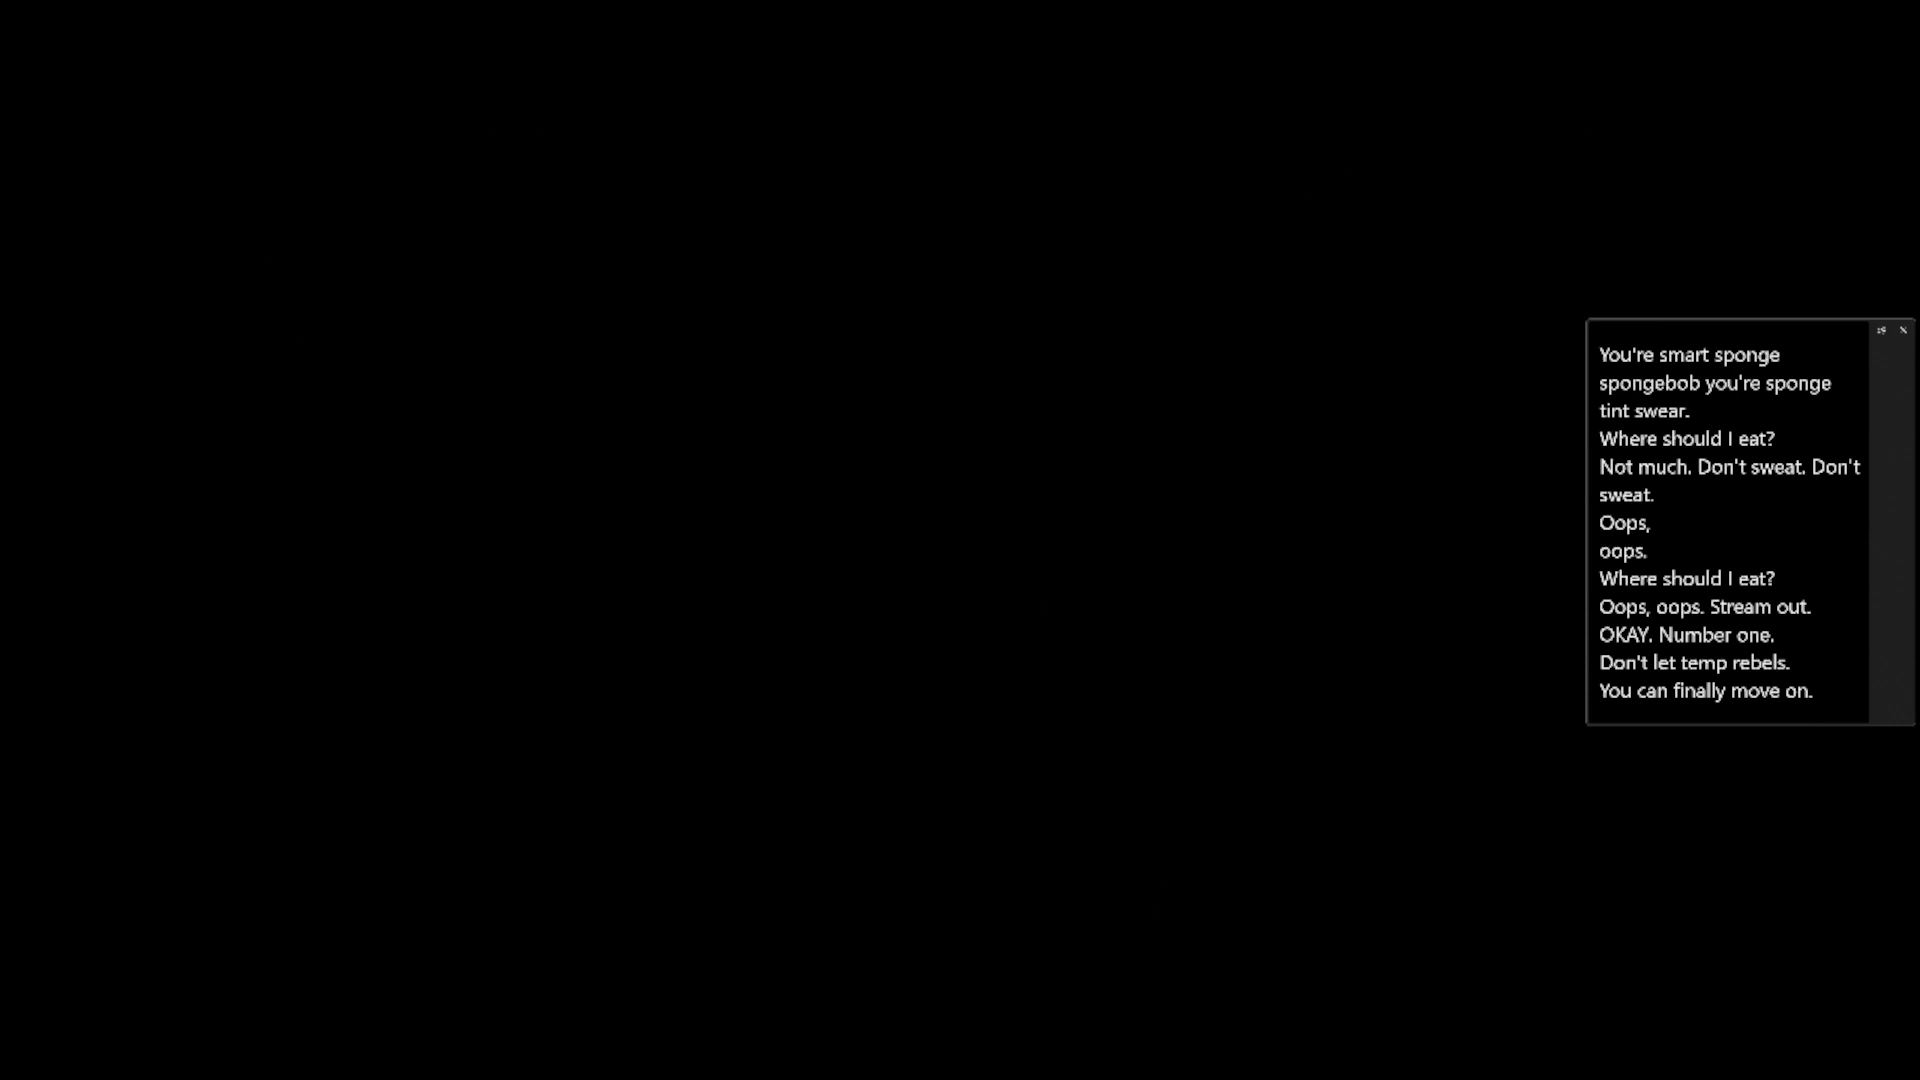 You're smart sponge
spongebob you're sponge
tint swear.
Where should I eat?
Not much. Don't sweat. Don't
sweat.
Oops,
oops.
Where should I eat?
Oops, oops. Stream out.
OKAY. Number one.
Don't let temp rebels.
You can finally move on.